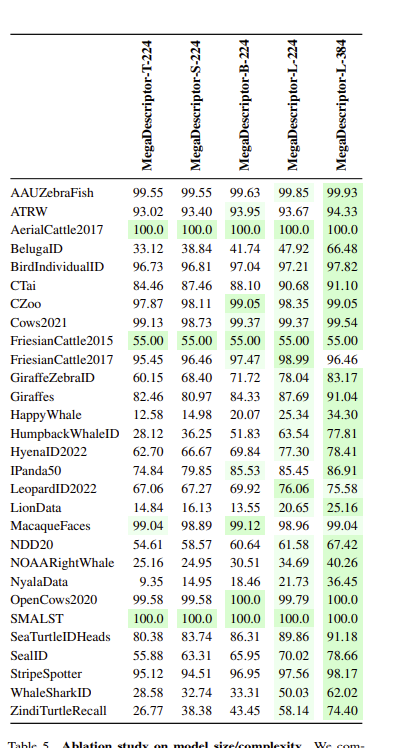 MegaDescriptor-T-224 MegaDescriptor-S-224 MegaDescriptor-B-224 MegaDescriptor-L-224 MegaDescriptor-L-384
AAUZebraFish 99.55 99.55 99.63 99.85 99.93
ATRW 93.02 93.40 93.95 93.67 94.33
AerialCattle2017 100.0 100.0 100.0 100.0 100.0
BelugaID 33.12 38.84 41.74 47.92 66.48
BirdIndividualID 96.73 96.81 97.04 97.21 97.82
CTai 84.46 87.46 88.10 90.68 91.10
CZoo 97.87 98.11 99.05 98.35 99.05
Cows2021 99.13 98.73 99.37 99.37 99.54
FriesianCattle2015 55.00 55.00 55.00 55.00 55.00
FriesianCattle2017 95.45 96.46 97.47 98.99 96.46
GiraffeZebraID 60.15 68.40 71.72 78.04 83.17
Giraffes 82.46 80.97 84.33 87.69 91.04
HappyWhale 12.58 14.98 20.07 25.34 34.30
HumpbackWhaleID 28.12 36.25 51.83 63.54 77.81
HyenaID2022 62.70 66.67 69.84 77.30 78.41
IPanda50 74.84 79.85 85.53 85.45 86.91
LeopardID2022 67.06 67.27 69.92 76.06 75.58
LionData 14.84 16.13 13.55 20.65 25.16
MacaqueFaces 99.04 98.89 99.12 98.96 99.04
NDD20 54.61 58.57 60.64 61.58 67.42
NOAARightWhale 25.16 24.95 30.51 34.69 40.26
NyalaData 9.35 14.95 18.46 21.73 36.45
OpenCows2020 99.58 99.58 100.0 99.79 100.0
SMALST 100.0 100.0 100.0 100.0 100.0
SeaTurtleIDHeads 80.38 83.74 86.31 89.86 91.18
SealID 55.88 63.31 65.95 70.02 78.66
StripeSpotter 95.12 94.51 96.95 97.56 98.17
WhaleSharkID 28.58 32.74 33.31 50.03 62.02
ZindiTurtleRecall 26.77 38.38 43.45 58.14 74.40
Table 5. Ablation study on model size/complexity. We com-